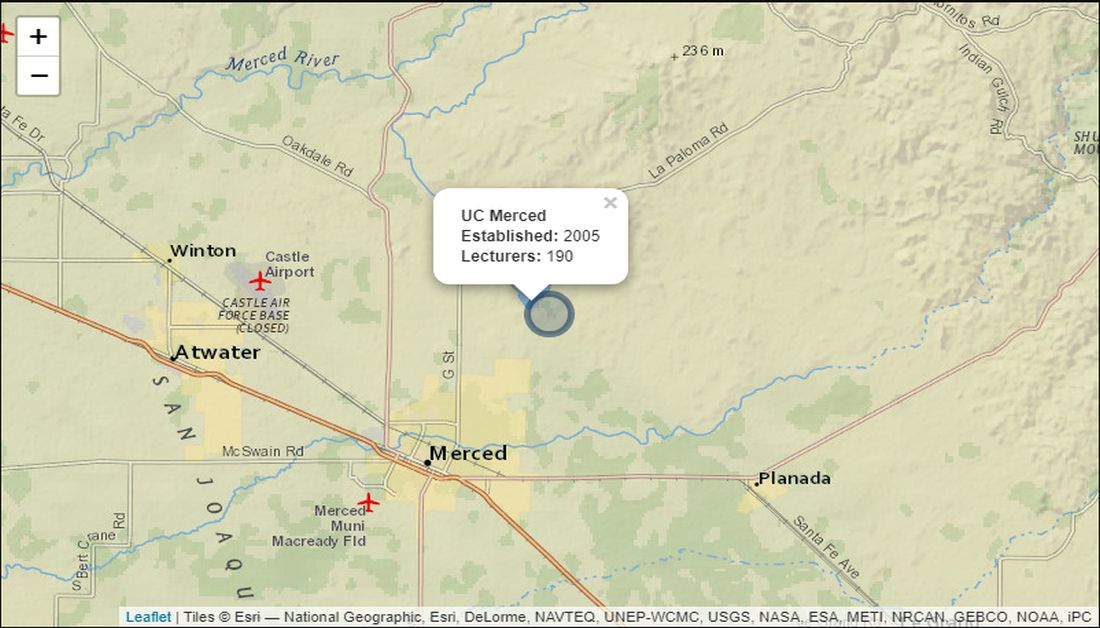 +
−
Merced River
236 m
ornitos Rd
Indian Gulch Rd
ta Fe Dr
Oakdale Rd
La Paloma Rd
SHU
MOU
×
UC Merced
Established: 2005
Lecturers: 190
Winton
Castle
Airport
CASTLE AIR
FORCE BASE
(CLOSED)
Atwater
G St
SAN
JOAQU
McSwain Rd
Merced
Planada
Merced
Muni
Macready Fld
S Bert Crane Rd
Santa Fe Ave
Leaflet | Tiles © Esri — National Geographic, Esri, DeLorme, NAVTEQ, UNEP-WCMC, USGS, NASA, ESA, METI, NRCAN, GEBCO, NOAA, iPC